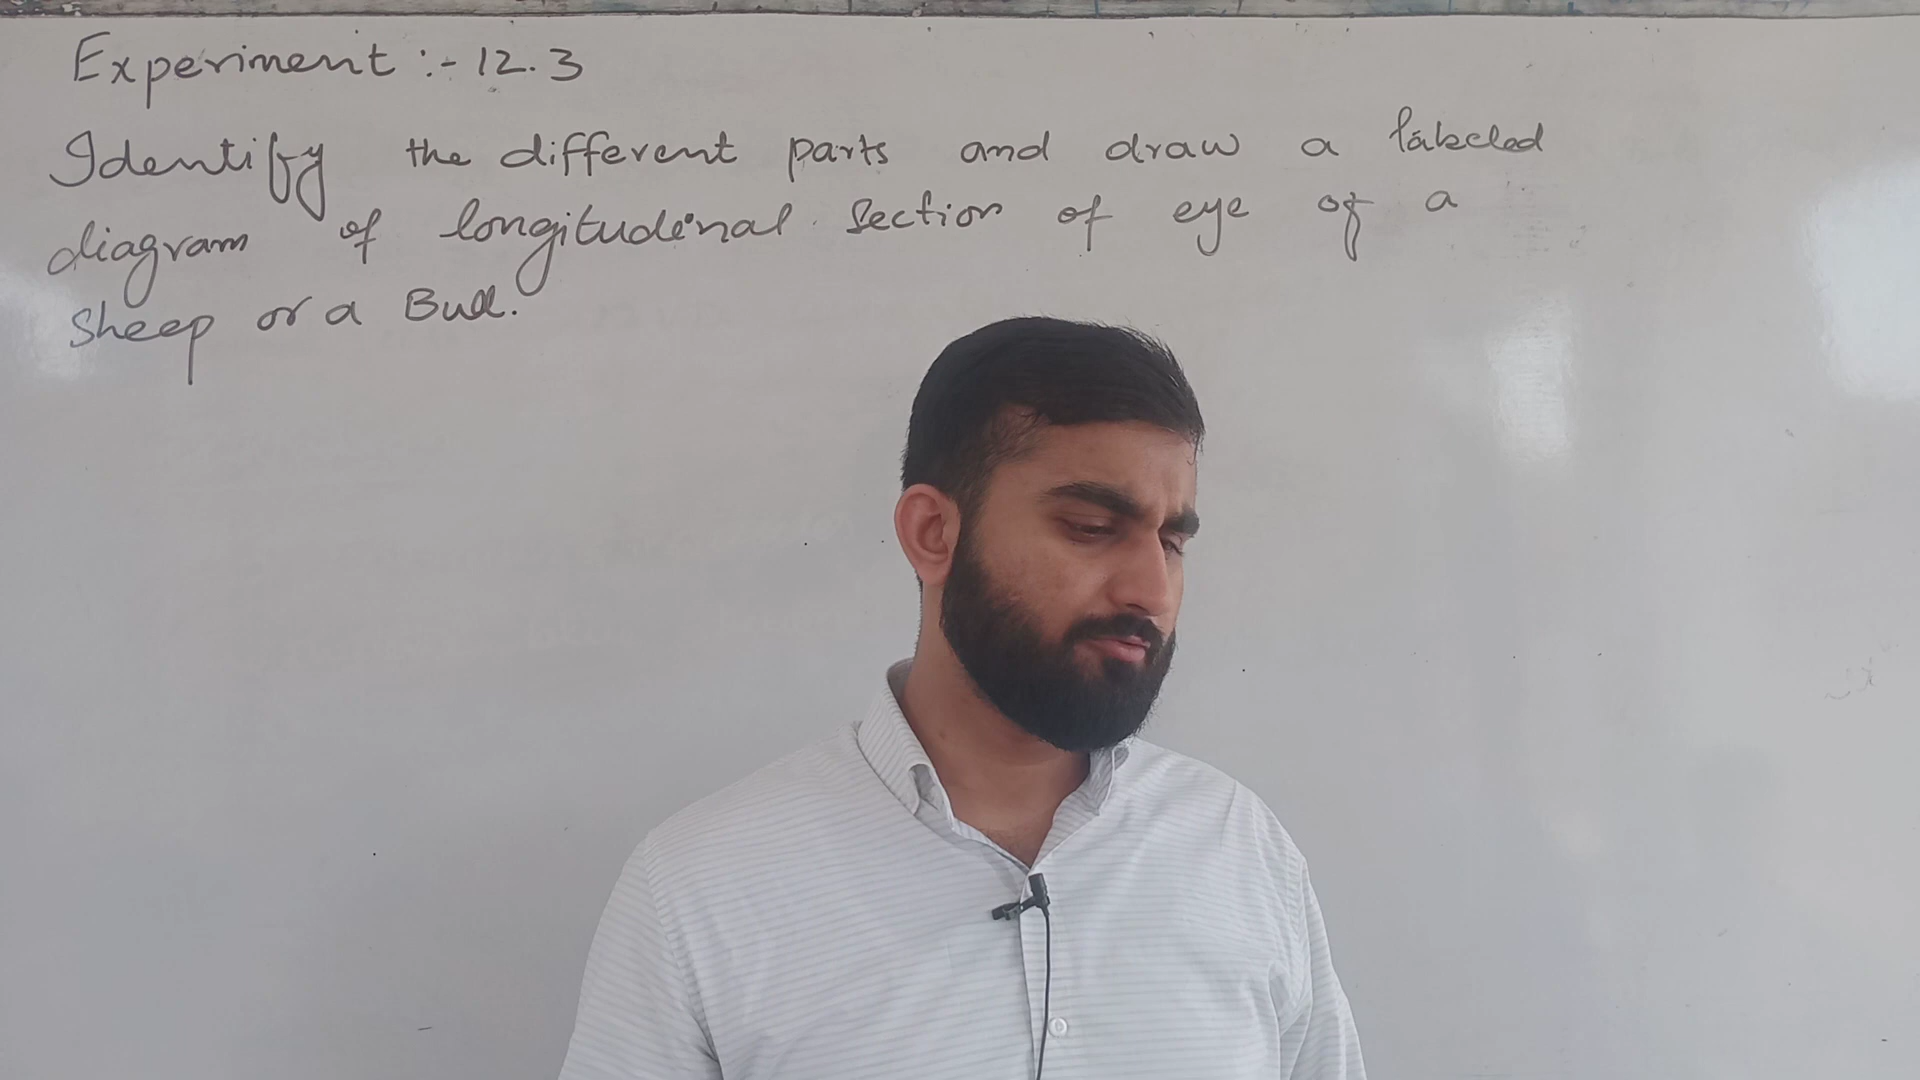 Experiment :- 12.3
Identify the different parts and draw a labeled
diagram of longitudinal section of eye of a
Sheep or a Bull.